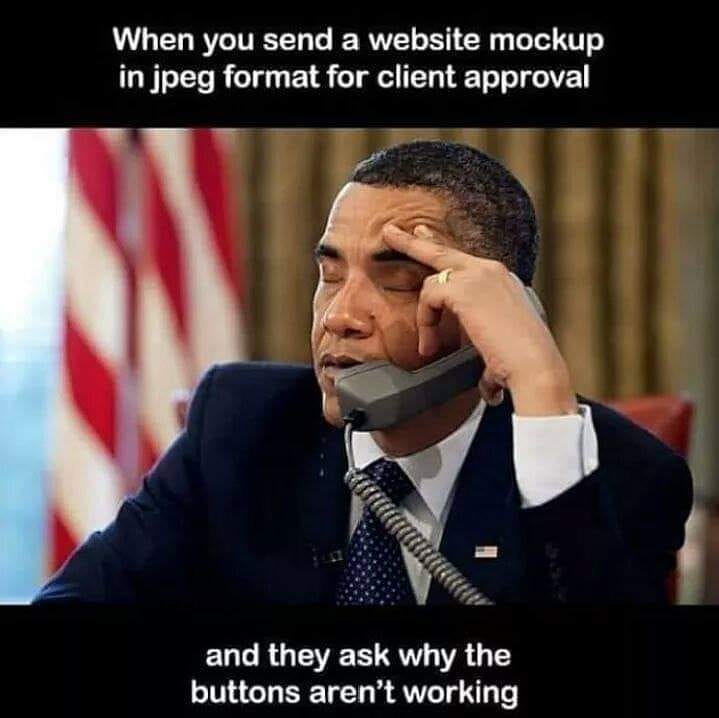 When you send a website mockup
in jpeg format for client approval
and they ask why the
buttons aren't working